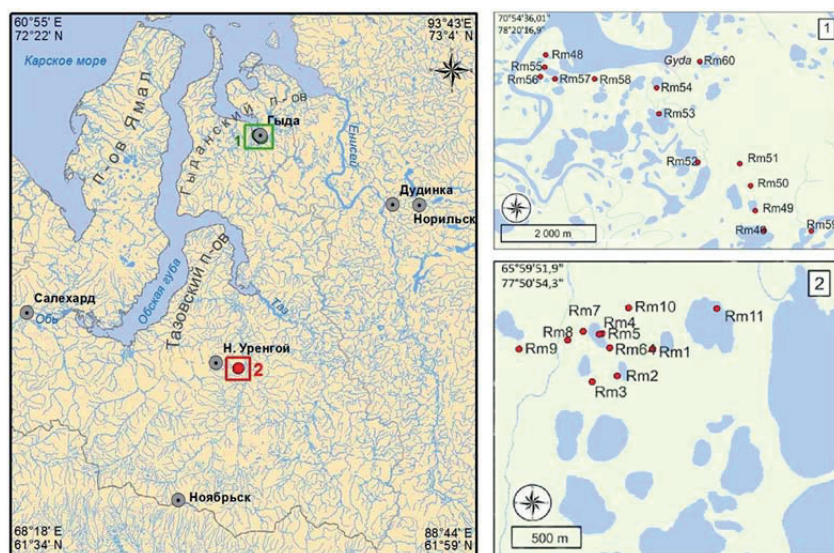 60°55' E
72°22' N
93°43' E
73°4' N
Карское море
п-ов Ямал
Гыданский п-ов
Гыда
1
Енисей
Дудинка
Норильск
Обская губа
Тазовский п-ов
Таз
Салехард
Обь
Н. Уренгой
2
Ноябрьск
68°18' E
61°34' N
88°44' E
61°59' N
70°54'36,01"
78°20'16,9"
1
Rm48
Gyda
Rm60
Rm55
Rm56
Rm57
Rm58
Rm54
Rm53
Rm52
Rm51
Rm50
Rm49
Rm46
Rm59
2 000 m
65°59'51,9"
77°50'54,3"
2
Rm10
Rm11
Rm7
Rm4
Rm8
Rm5
Rm9
Rm64
Rm1
Rm2
Rm3
500 m